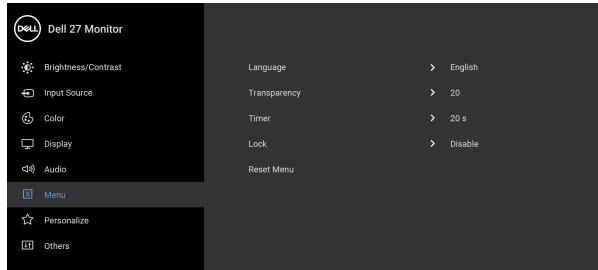 DELL Dell 27 Monitor
Brightness/Contrast
Input Source
Color
Display
Audio
Menu
Personalize
Others
Language > English
Transparency > 20
Timer > 20 s
Lock > Disable
Reset Menu